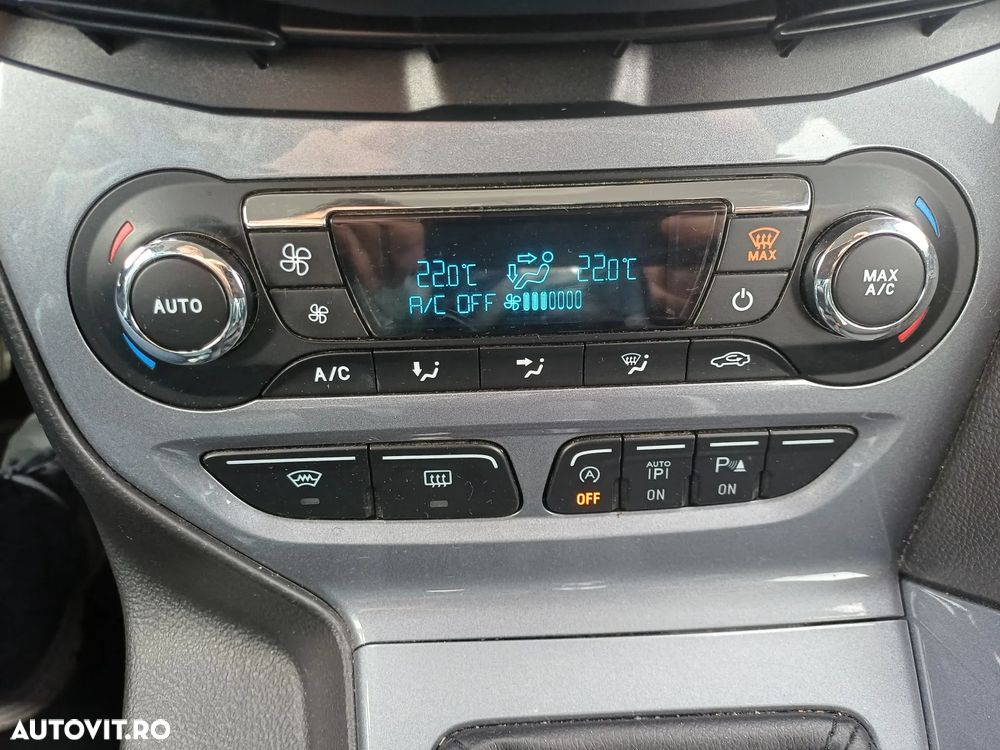 AUTO
22.0°C
22.0°C
A/C OFF
MAX
MAX
A/C
A/C
OFF
AUTO
P
ON
P
ON
AUTOVIT.RO